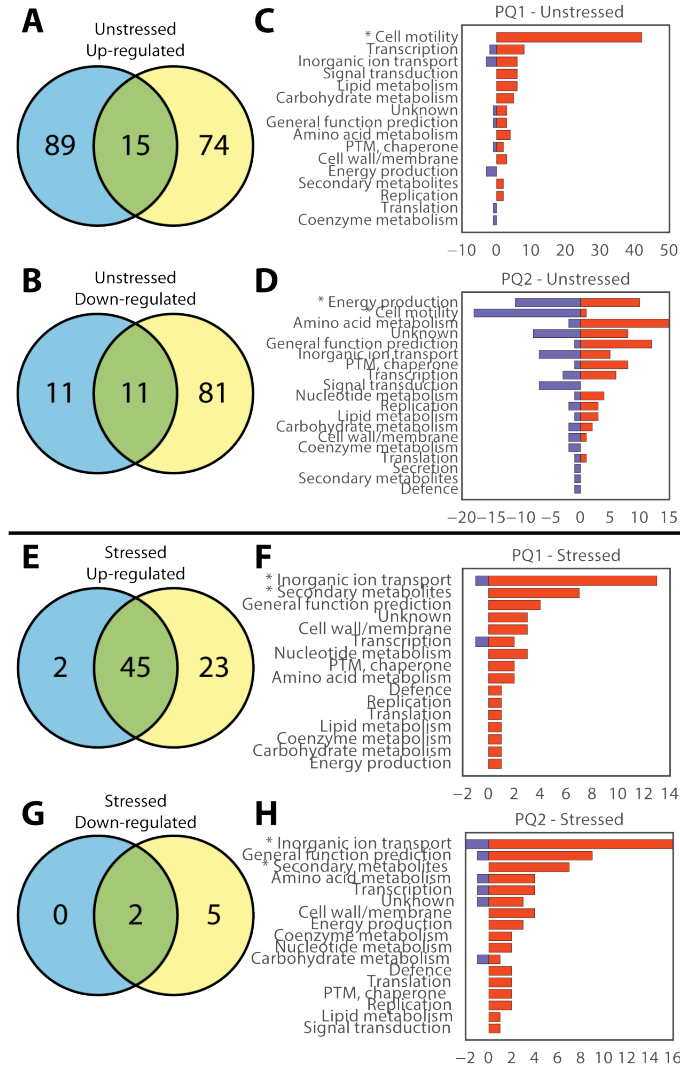 A
Unstressed
Up-regulated
89
15
74
C
PQ1 - Unstressed
* Cell motility
Transcription
Inorganic ion transport
Signal transduction
Lipid metabolism
Carbohydrate metabolism
Unknown
General function prediction
Amino acid metabolism
PTM, chaperone
Cell wall/membrane
Energy production
Secondary metabolites
Replication
Translation
Coenzyme metabolism
−10 0 10 20 30 40 50
B
Unstressed
Down-regulated
11
11
81
D
PQ2 - Unstressed
* Energy production
* Cell motility
Amino acid metabolism
Unknown
General function prediction
Inorganic ion transport
PTM, chaperone
Transcription
Signal transduction
Nucleotide metabolism
Replication
Lipid metabolism
Carbohydrate metabolism
Cell wall/membrane
Coenzyme metabolism
Translation
Secretion
Secondary metabolites
Defence
−20−15−10 −5 0 5 10 15
E
Stressed
Up-regulated
2
45
23
F
PQ1 - Stressed
* Inorganic ion transport
* Secondary metabolites
General function prediction
Unknown
Cell wall/membrane
Transcription
Nucleotide metabolism
PTM, chaperone
Amino acid metabolism
Defence
Replication
Translation
Lipid metabolism
Coenzyme metabolism
Carbohydrate metabolism
Energy production
−2 0 2 4 6 8 10 12 14
G
Stressed
Down-regulated
0
2
5
H
PQ2 - Stressed
* Inorganic ion transport
General function prediction
* Secondary metabolites
Amino acid metabolism
Transcription
Unknown
Cell wall/membrane
Energy production
Coenzyme metabolism
Nucleotide metabolism
Carbohydrate metabolism
Defence
Translation
PTM, chaperone
Replication
Lipid metabolism
Signal transduction
−2 0 2 4 6 8 10 12 14 16